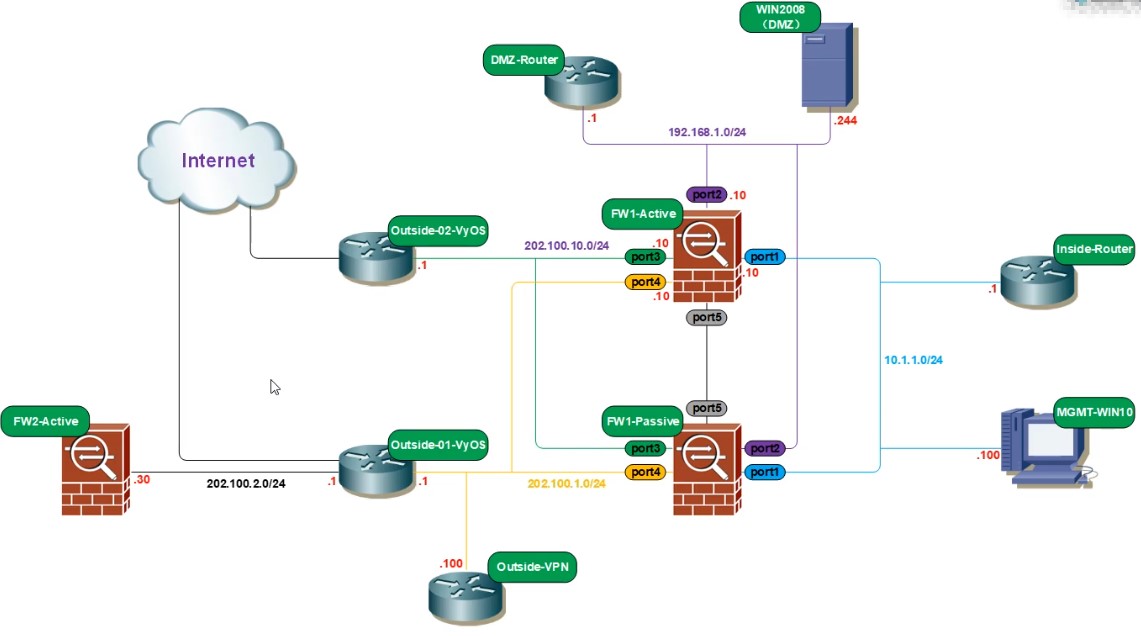 WIN2008
（DMZ）
DMZ-Router
.1
.244
192.168.1.0/24
Internet
port2
.10
FW1-Active
Outside-02-VyOS
.1
202.100.10.0/24
.10
port3
port1
.10
port4
.10
port5
Inside-Router
.1
10.1.1.0/24
port5
FW2-Active
FW1-Passive
MGMT-WIN10
Outside-01-VyOS
port3
port2
.100
.30
202.100.2.0/24
.1
.1
202.100.1.0/24
port4
port1
.100
Outside-VPN